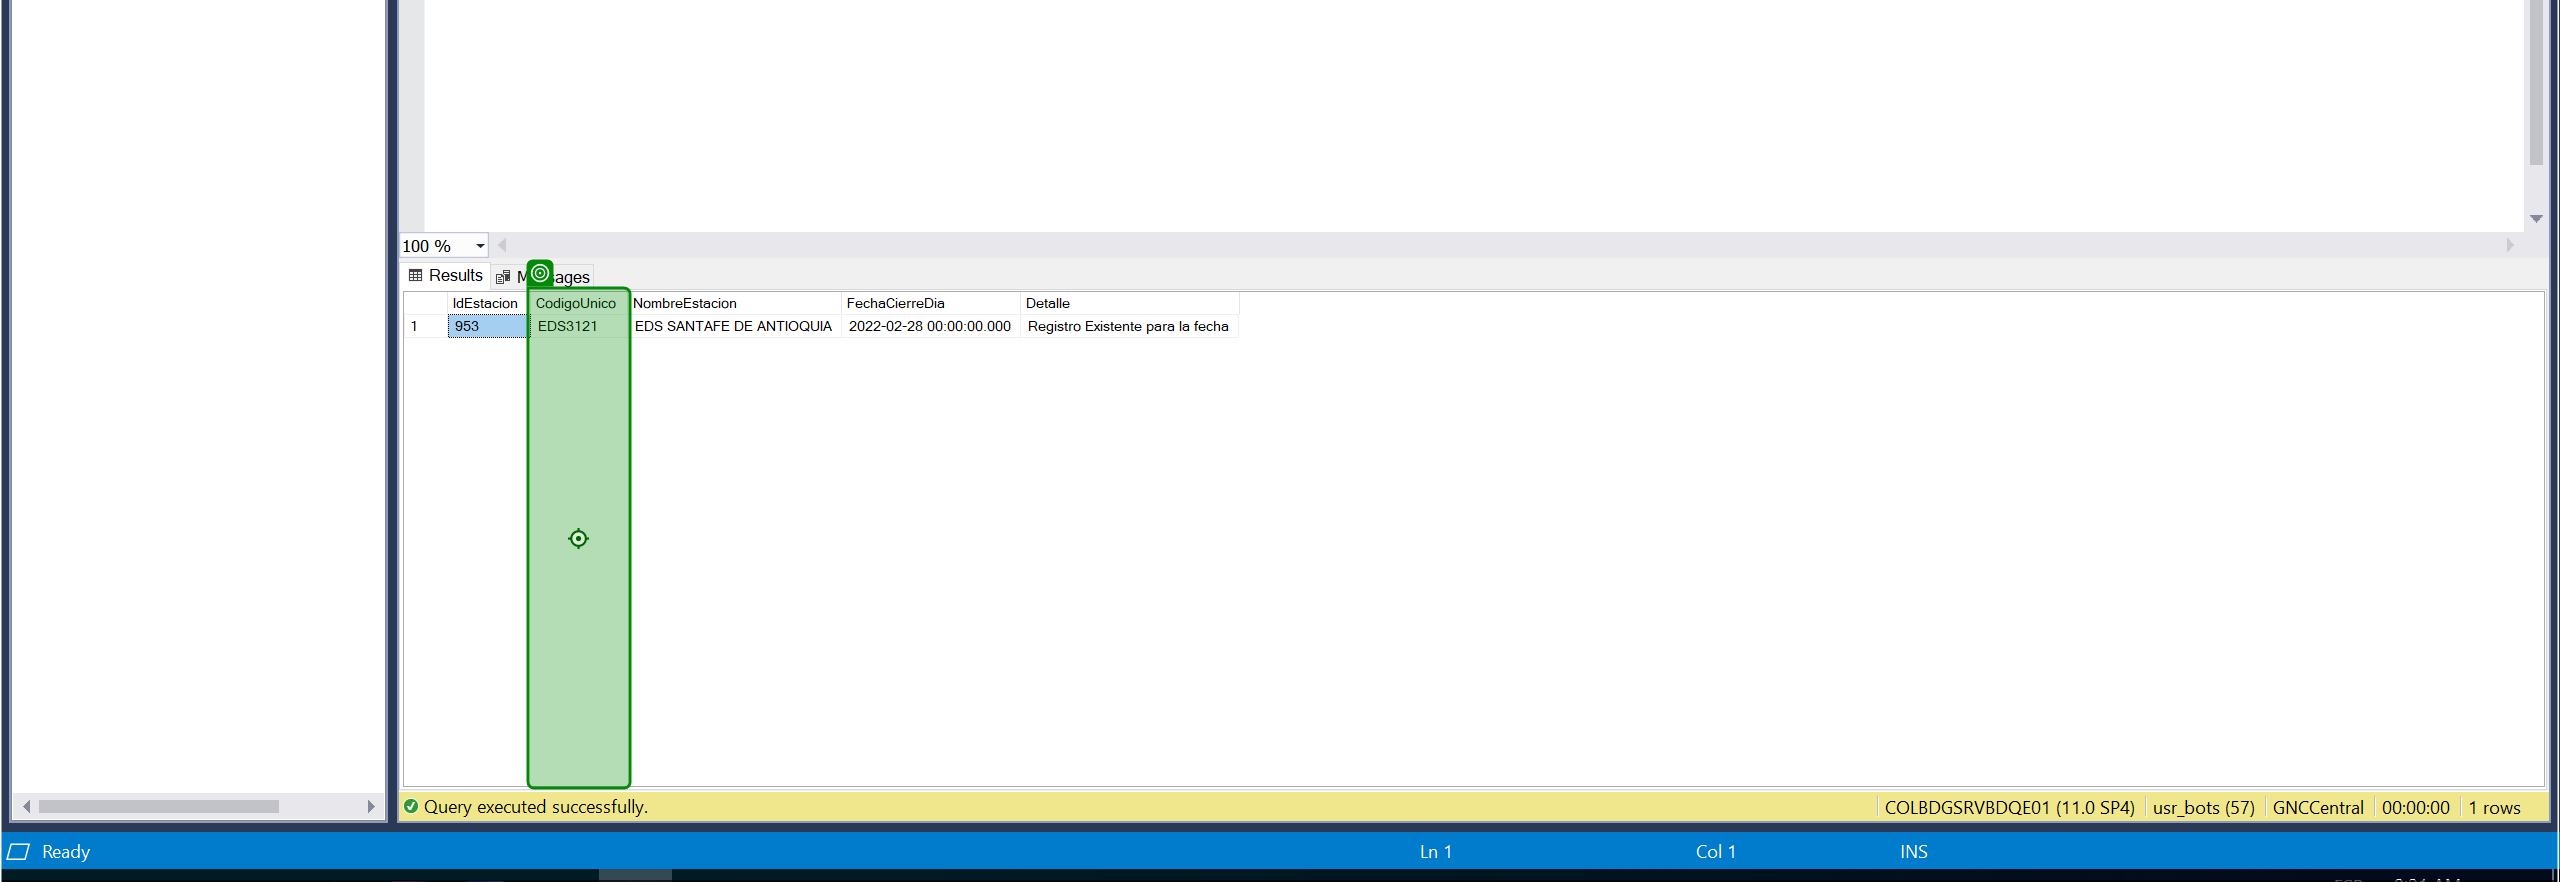 100 %
Results M ages
IdEstacion CodigoUnico NombreEstacion FechaCierreDia Detalle
1 953 EDS3121 EDS SANTAFE DE ANTIOQUIA 2022-02-28 00:00:00.000 Registro Existente para la fecha
Query executed successfully. COLBDGSRVBDQE01 (11.0 SP4) usr_bots (57) GNCCentral 00:00:00 1 rows
Ready Ln 1 Col 1 INS